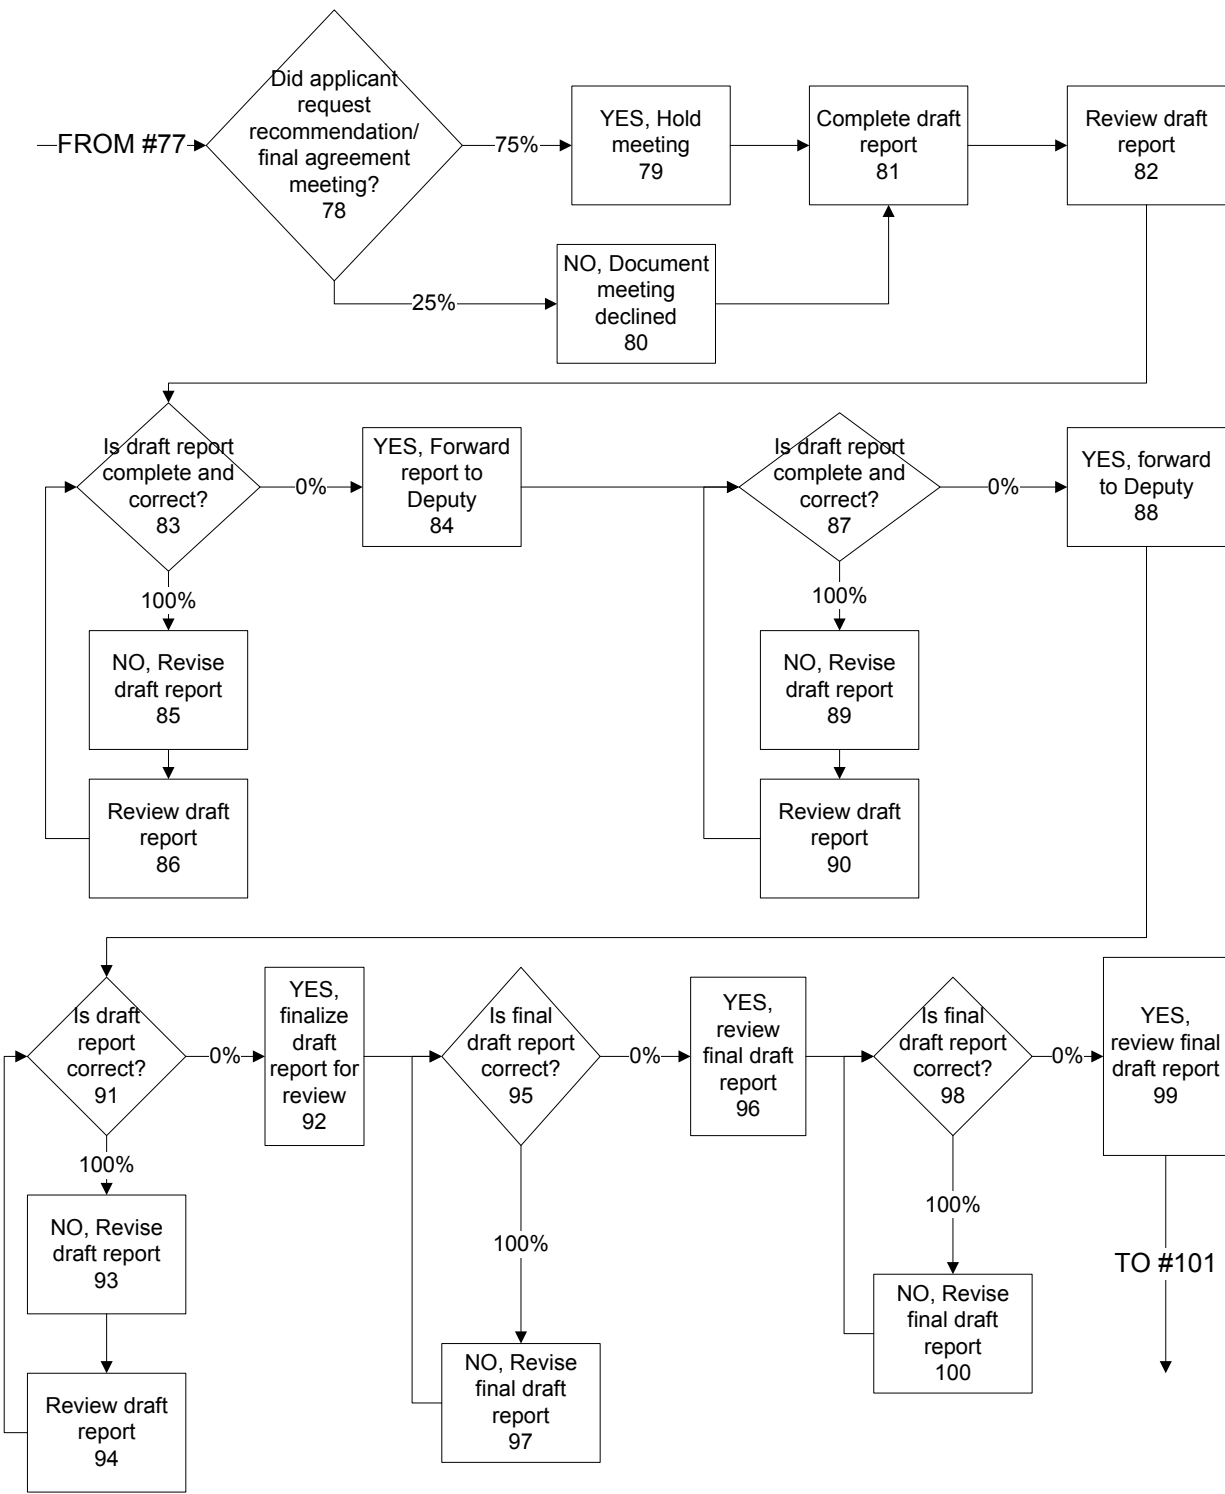 Did applicant
request
recommendation/
final agreement
meeting?
78
FROM #77
75%
YES, Hold
meeting
79
Complete draft
report
81
Review draft
report
82
25%
NO, Document
meeting
declined
80
Is draft report
complete and
correct?
83
0%
YES, Forward
report to
Deputy
84
Is draft report
complete and
correct?
87
0%
YES, forward
to Deputy
88
100%
NO, Revise
draft report
85
Review draft
report
86
100%
NO, Revise
draft report
89
Review draft
report
90
Is draft
report
correct?
91
0%
YES,
finalize
draft
report for
review
92
Is final
draft report
correct?
95
0%
YES,
review
final draft
report
96
Is final
draft report
correct?
98
0%
YES,
review final
draft report
99
100%
NO, Revise
draft report
93
Review draft
report
94
100%
NO, Revise
final draft
report
97
100%
NO, Revise
final draft
report
100
TO #101